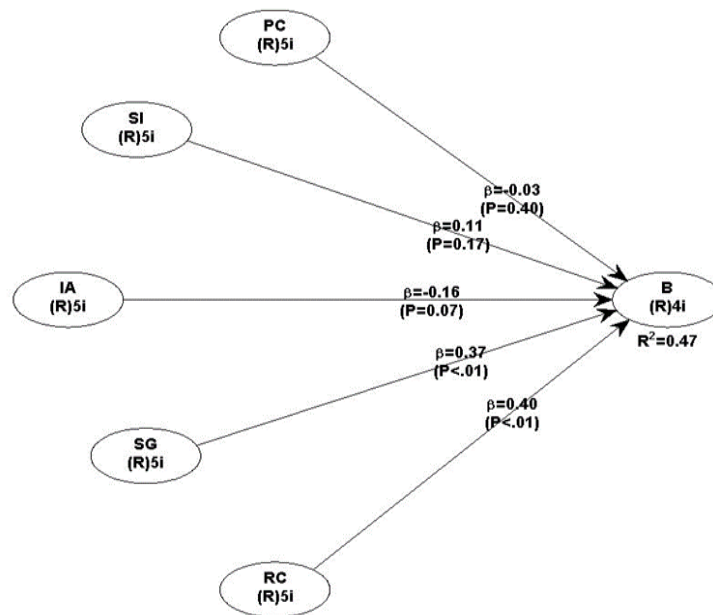 PC
(R)5i
SI
(R)5i
β=-0.03
(P=0.40)
β=0.11
(P=0.17)
IA
(R)5i
β=-0.16
(P=0.07)
B
(R)4i
R²=0.47
β=0.37
(P<.01)
SG
(R)5i
β=0.40
(P<.01)
RC
(R)5i